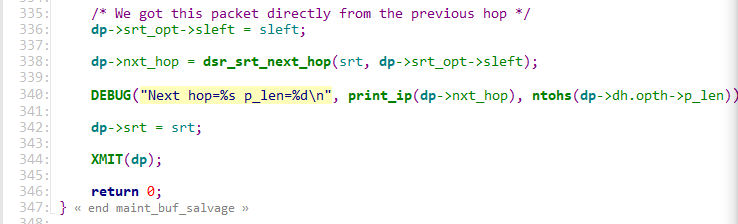 334:
335: /* We got this packet directly from the previous hop */
336: dp->srt_opt->sleft = sleft;
337:
338: dp->nxt_hop = dsr_srt_next_hop(srt, dp->srt_opt->sleft);
339:
340: DEBUG("Next hop=%s p_len=%d\n", print_ip(dp->nxt_hop), ntohs(dp->dh.opth->p_len))
341:
342: dp->srt = srt;
343:
344: XMIT(dp);
345:
346: return 0;
347: } « end maint_buf_salvage »
348: